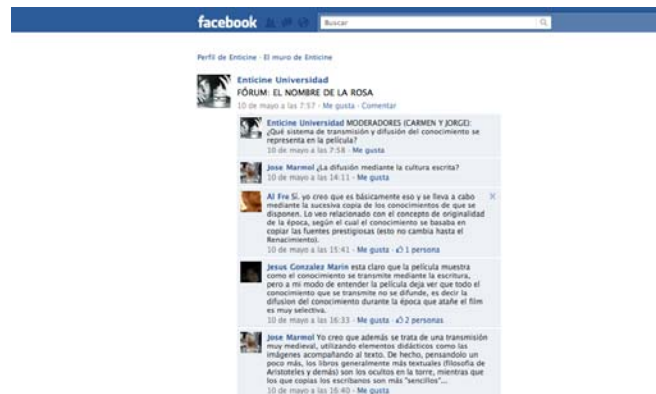 facebook
Buscar
Perfil de Enticine · El muro de Enticine
Enticine Universidad
FÓRUM: EL NOMBRE DE LA ROSA
10 de mayo a las 7:57 · Me gusta · Comentar
Enticine Universidad MODERADORES (CARMEN Y JORGE):
¿Qué sistema de transmisión y difusión del conocimiento se
representa en la película?
10 de mayo a las 7:58 · Me gusta
Jose Marmol ¿La difusión mediante la cultura escrita?
10 de mayo a las 14:11 · Me gusta
Al Fre Sí. yo creo que es básicamente eso y se lleva a cabo
mediante la sucesiva copia de los conocimientos de que se
disponen. Lo veo relacionado con el concepto de originalidad
de la época, según el cual el conocimiento se basaba en
copiar las fuentes prestigiosas (esto no cambia hasta el
Renacimiento).
10 de mayo a las 15:41 · Me gusta · 1 persona
Jesus Gonzalez Marin está claro que la película muestra
como el conocimiento se transmite mediante la escritura,
pero a mi modo de entender la película deja ver que todo el
conocimiento que se transmite no se difunde, es decir la
difusion del conocimiento durante la época que atañe el film
es muy selectiva.
10 de mayo a las 16:33 · Me gusta · 2 personas
Jose Marmol Yo creo que además se trata de una transmisión
muy medieval, utilizando elementos didácticos como las
imágenes acompañando al texto. De hecho, pensandolo un
poco más, los libros generalmente más textuales (filosofía de
Aristoteles y demás) son los ocultos en la torre, mientras que
los que copias los escribanos son más "sencillos"...
10 de mayo a las 16:40 · Me gusta